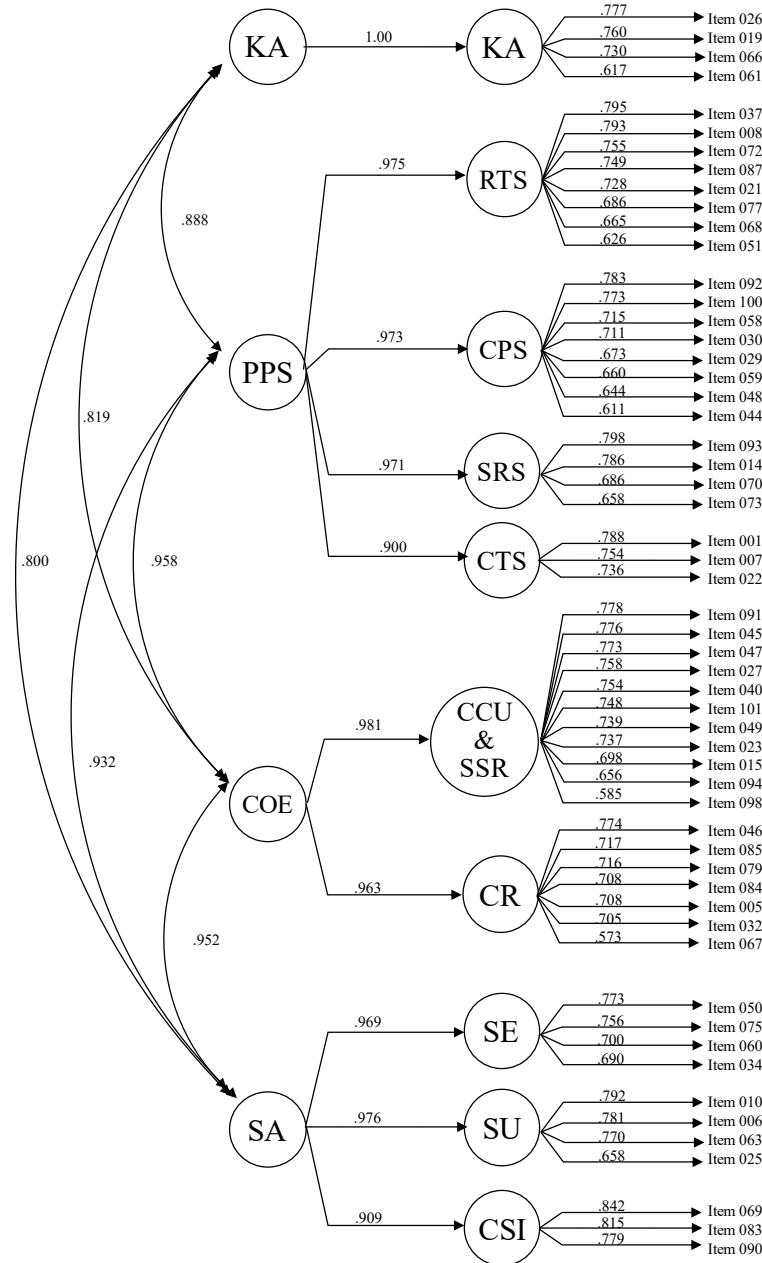 KA
1.00
KA
.777
Item 026
.760
Item 019
.730
Item 066
.617
Item 061
.888
.819
.800
.975
RTS
.795
Item 037
.793
Item 008
.755
Item 072
.749
Item 087
.728
Item 021
.686
Item 077
.665
Item 068
.626
Item 051
PPS
.973
CPS
.783
Item 092
.773
Item 100
.715
Item 058
.711
Item 030
.673
Item 029
.660
Item 059
.644
Item 048
.611
Item 044
.971
SRS
.798
Item 093
.786
Item 014
.686
Item 070
.658
Item 073
.900
CTS
.788
Item 001
.754
Item 007
.736
Item 022
.958
.932
COE
.981
CCU
&
SSR
.778
Item 091
.776
Item 045
.773
Item 047
.758
Item 027
.754
Item 040
.748
Item 101
.739
Item 049
.737
Item 023
.698
Item 015
.656
Item 094
.585
Item 098
.963
CR
.774
Item 046
.717
Item 085
.716
Item 079
.708
Item 084
.708
Item 005
.705
Item 032
.573
Item 067
.952
SA
.969
SE
.773
Item 050
.756
Item 075
.700
Item 060
.690
Item 034
.976
SU
.792
Item 010
.781
Item 006
.770
Item 063
.658
Item 025
.909
CSI
.842
Item 069
.815
Item 083
.779
Item 090